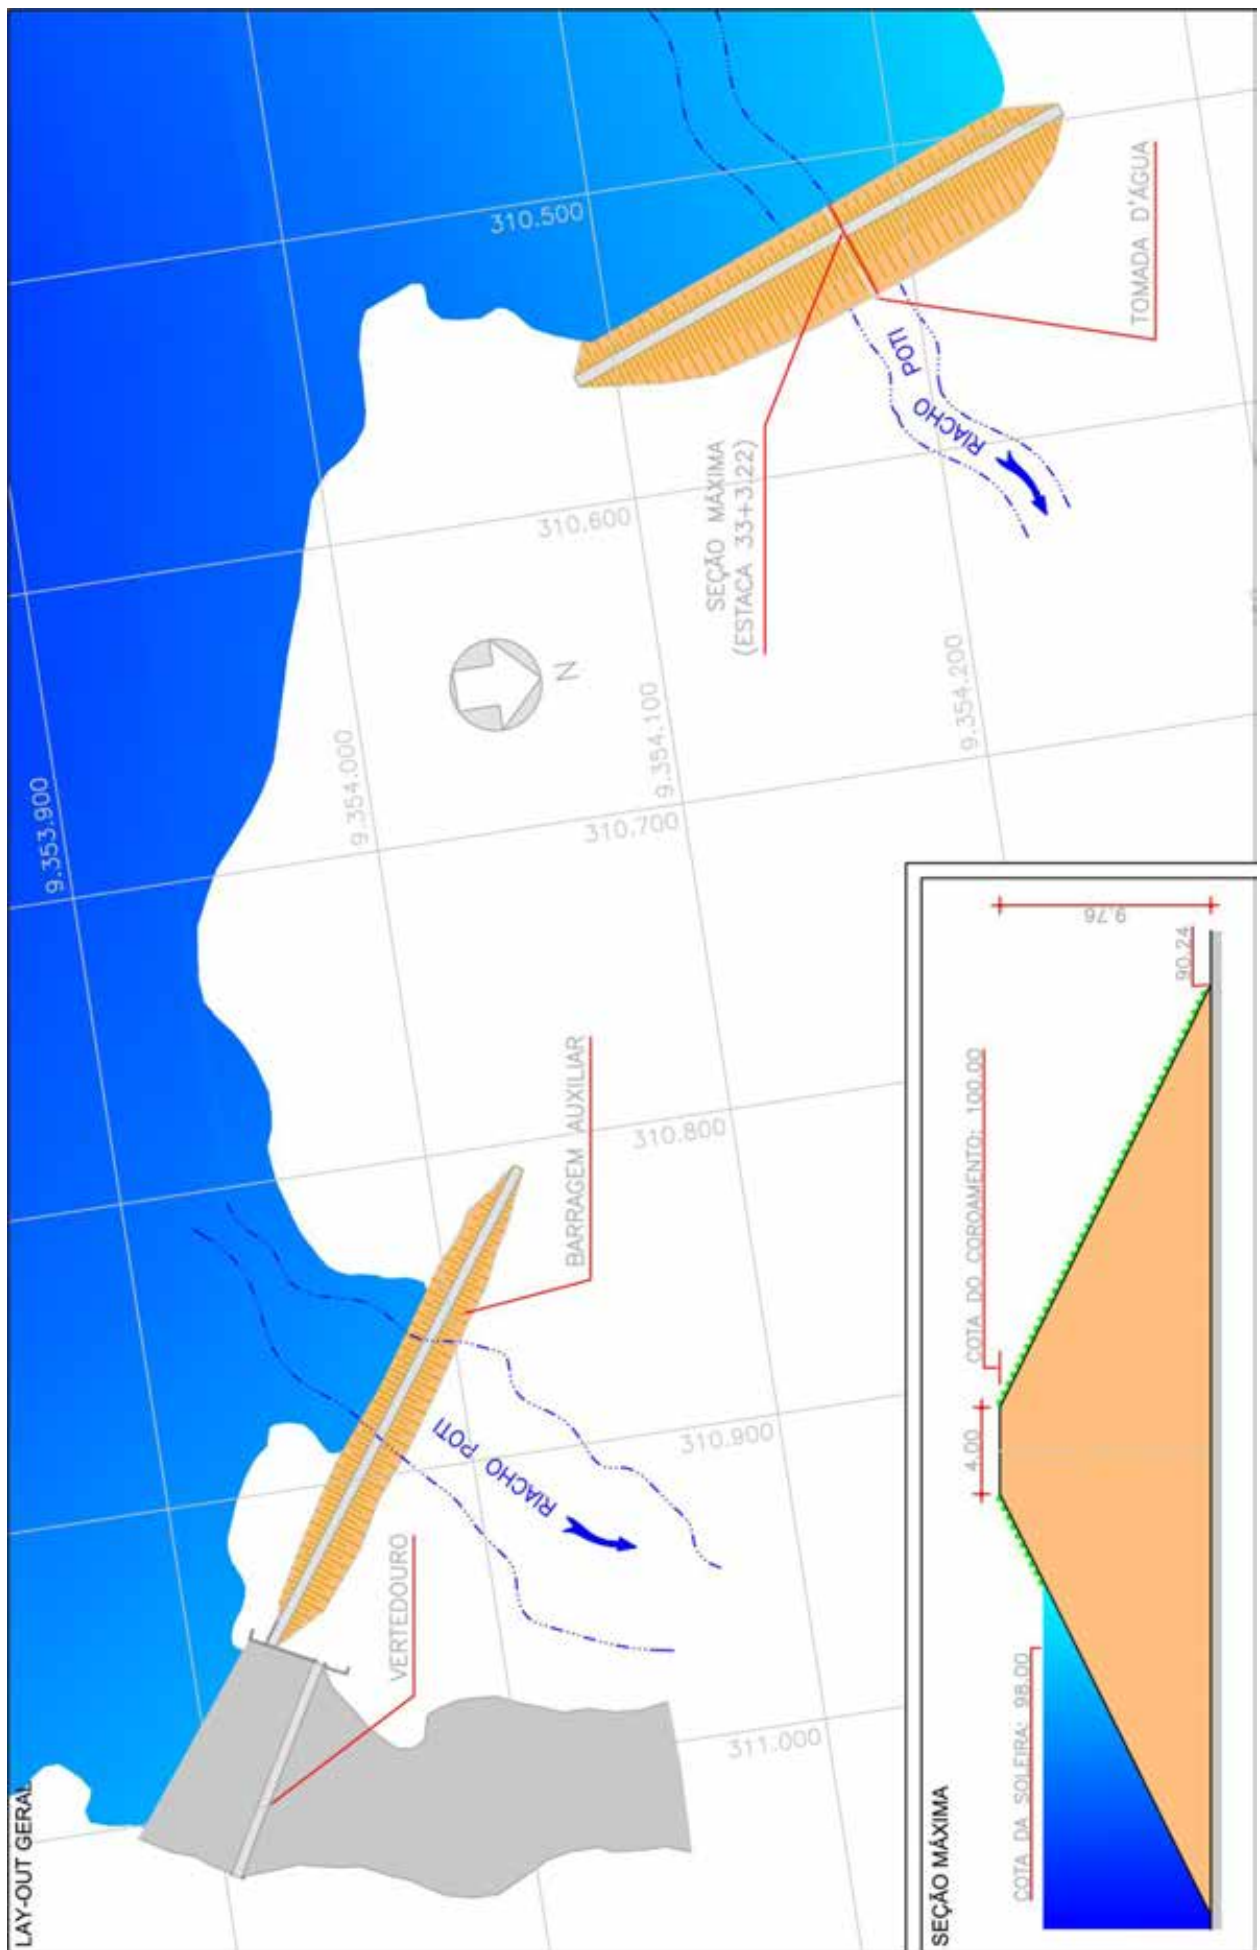 LAY-OUT GERAL
9.353.900
9.354.000
VERTEDOURO
RIACHO POTI
BARRAGEM AUXILIAR
N
310.500
310.600
310.700
310.800
310.900
311.000
9.354.100
9.354.200
SEÇÃO MÁXIMA
(ESTACA 33+3.22)
RIACHO POTI
TOMADA D'ÁGUA
SEÇÃO MÁXIMA
COTA DA SOLEIRA: 98.00
4.00
COTA DO COROAMENTO: 100.00
90.24
9.76